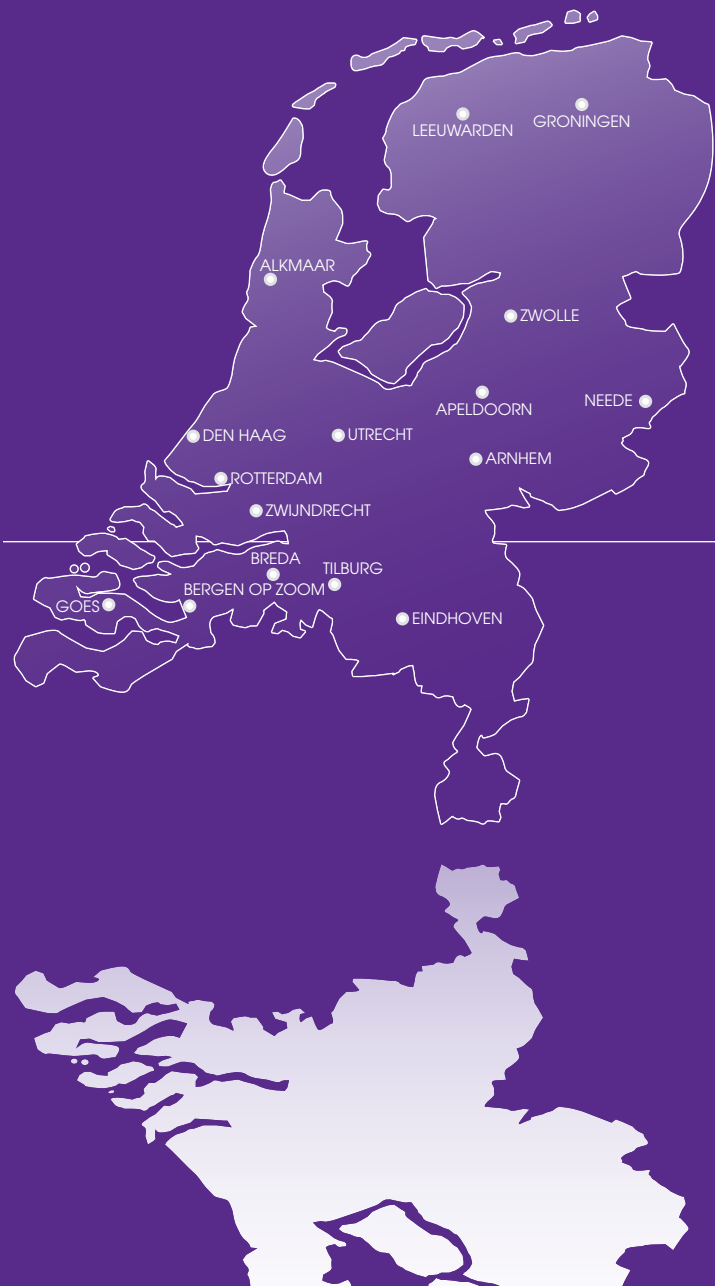 GRONINGEN
LEEUWARDEN
ALKMAAR
ZWOLLE
NEEDE
APELDOORN
DEN HAAG
UTRECHT
ARNHEM
ROTTERDAM
ZWIJNDRECHT
BREDA
TILBURG
BERGEN OP ZOOM
GOES
EINDHOVEN